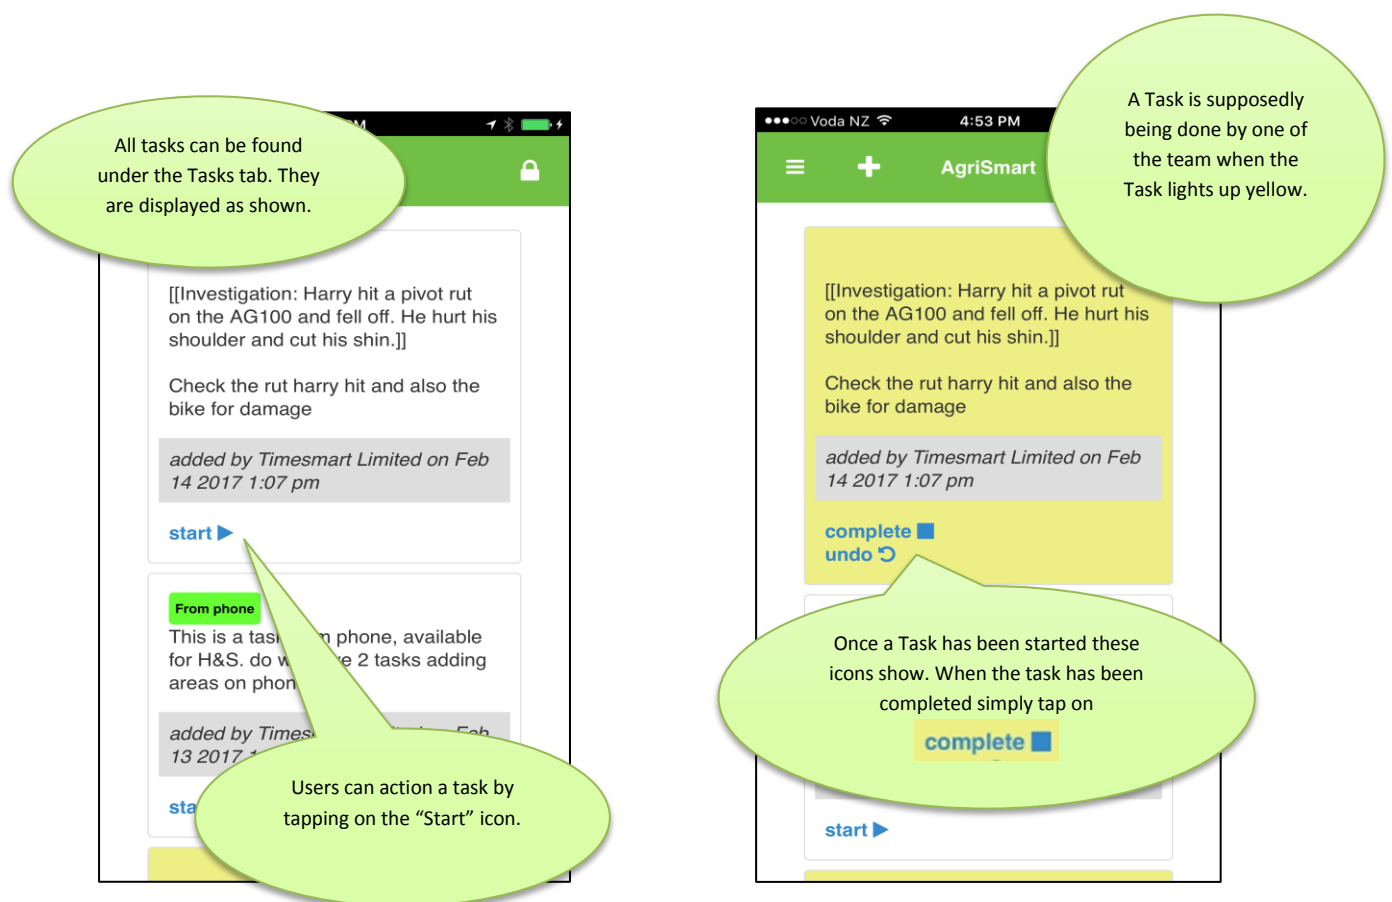 All tasks can be found
under the Tasks tab. They
are displayed as shown.
[[Investigation: Harry hit a pivot rut
on the AG100 and fell off. He hurt his
shoulder and cut his shin.]]
Check the rut harry hit and also the
bike for damage
added by Timesmart Limited on Feb
14 2017 1:07 pm
start
From phone
This is a phone, available
for H&S. do 2 tasks adding
areas on
added by Feb
13 2017
Users can action a task by
tapping on the “Start” icon.
Voda NZ 4:53 PM
AgriSmart
A Task is supposedly
being done by one of
the team when the
Task lights up yellow.
[[Investigation: Harry hit a pivot rut
on the AG100 and fell off. He hurt his
shoulder and cut his shin.]]
Check the rut harry hit and also the
bike for damage
added by Timesmart Limited on Feb
14 2017 1:07 pm
complete
undo
Once a Task has been started these
icons show. When the task has been
completed simply tap on
complete
start